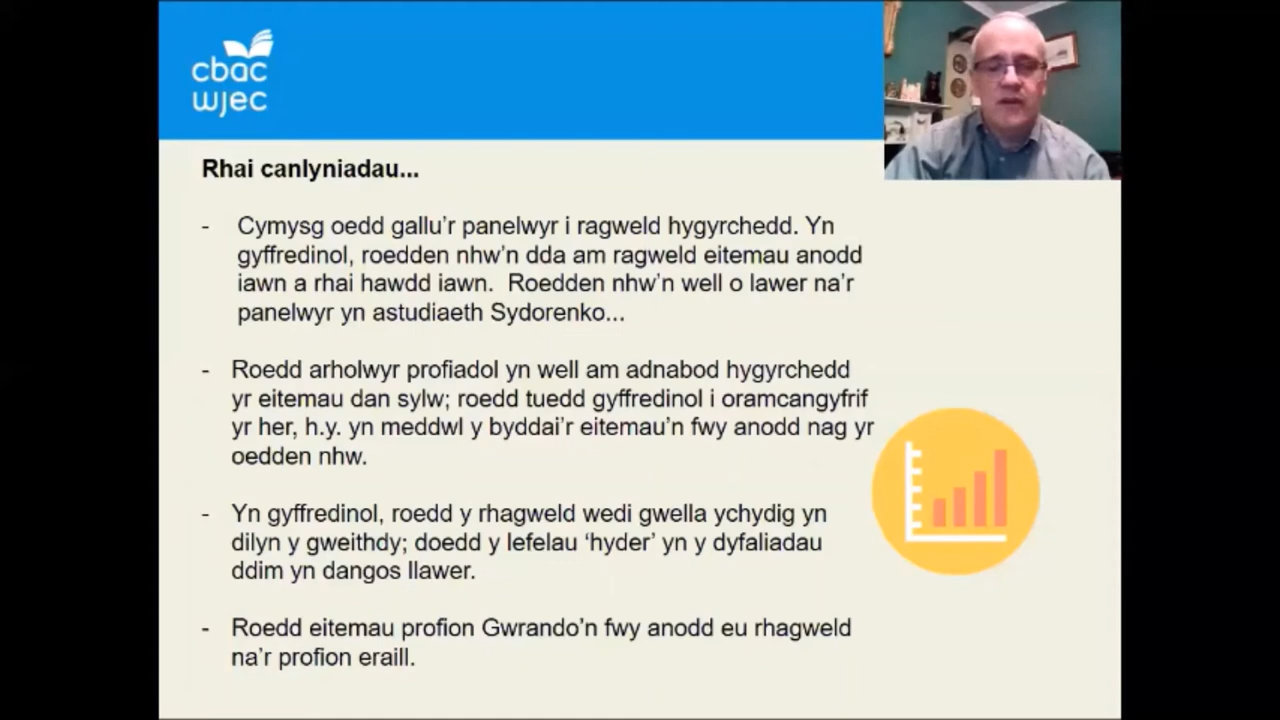 cbac
wjec
Rhai canlyniadau...
- Cymysg oedd gallu'r panelwyr i ragweld hygyrchedd. Yn
gyffredinol, roedden nhw'n dda am ragweld eitemau anodd
iawn a rhai hawdd iawn. Roedden nhw'n well o lawer na'r
panelwyr yn astudiaeth Sydorenko...
- Roedd arholwyr profiadol yn well am adnabod hygyrchedd
yr eitemau dan sylw; roedd tuedd gyffredinol i oramcangyfrif
yr her, h.y. yn meddwl y byddai'r eitemau'n fwy anodd nag yr
oedden nhw.
- Yn gyffredinol, roedd y rhagweld wedi gwella ychydig yn
dilyn y gweithdy; doedd y lefelau 'hyder' yn y dyfaliadau
ddim yn dangos llawer.
- Roedd eitemau profion Gwrando'n fwy anodd eu rhagweld
na'r profion eraill.